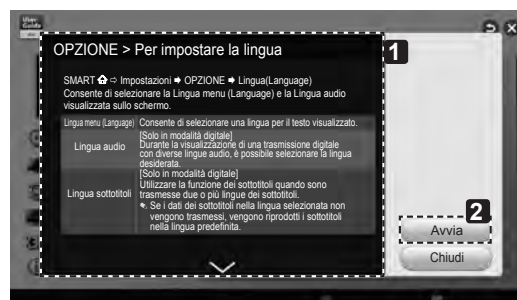 User
Guide
OPZIONE > Per impostare la lingua
1
SMART ⇨ Impostazioni ➡ OPZIONE ➡ Lingua(Language)
Consente di selezionare la Lingua menu (Language) e la Lingua audio
visualizzata sullo schermo.
Lingua menu (Language) Consente di selezionare una lingua per il testo visualizzato.
Lingua audio
[Solo in modalità digitale]
Durante la visualizzazione di una trasmissione digitale
con diverse lingue audio, è possibile selezionare la lingua
desiderata.
Lingua sottotitoli
[Solo in modalità digitale]
Utilizzare la funzione dei sottotitoli quando sono
trasmesse due o più lingue dei sottotitoli.
Se i dati dei sottotitoli nella lingua selezionata non
vengono trasmessi, vengono riprodotti i sottotitoli
nella lingua predefinita.
2
Avvia
Chiudi